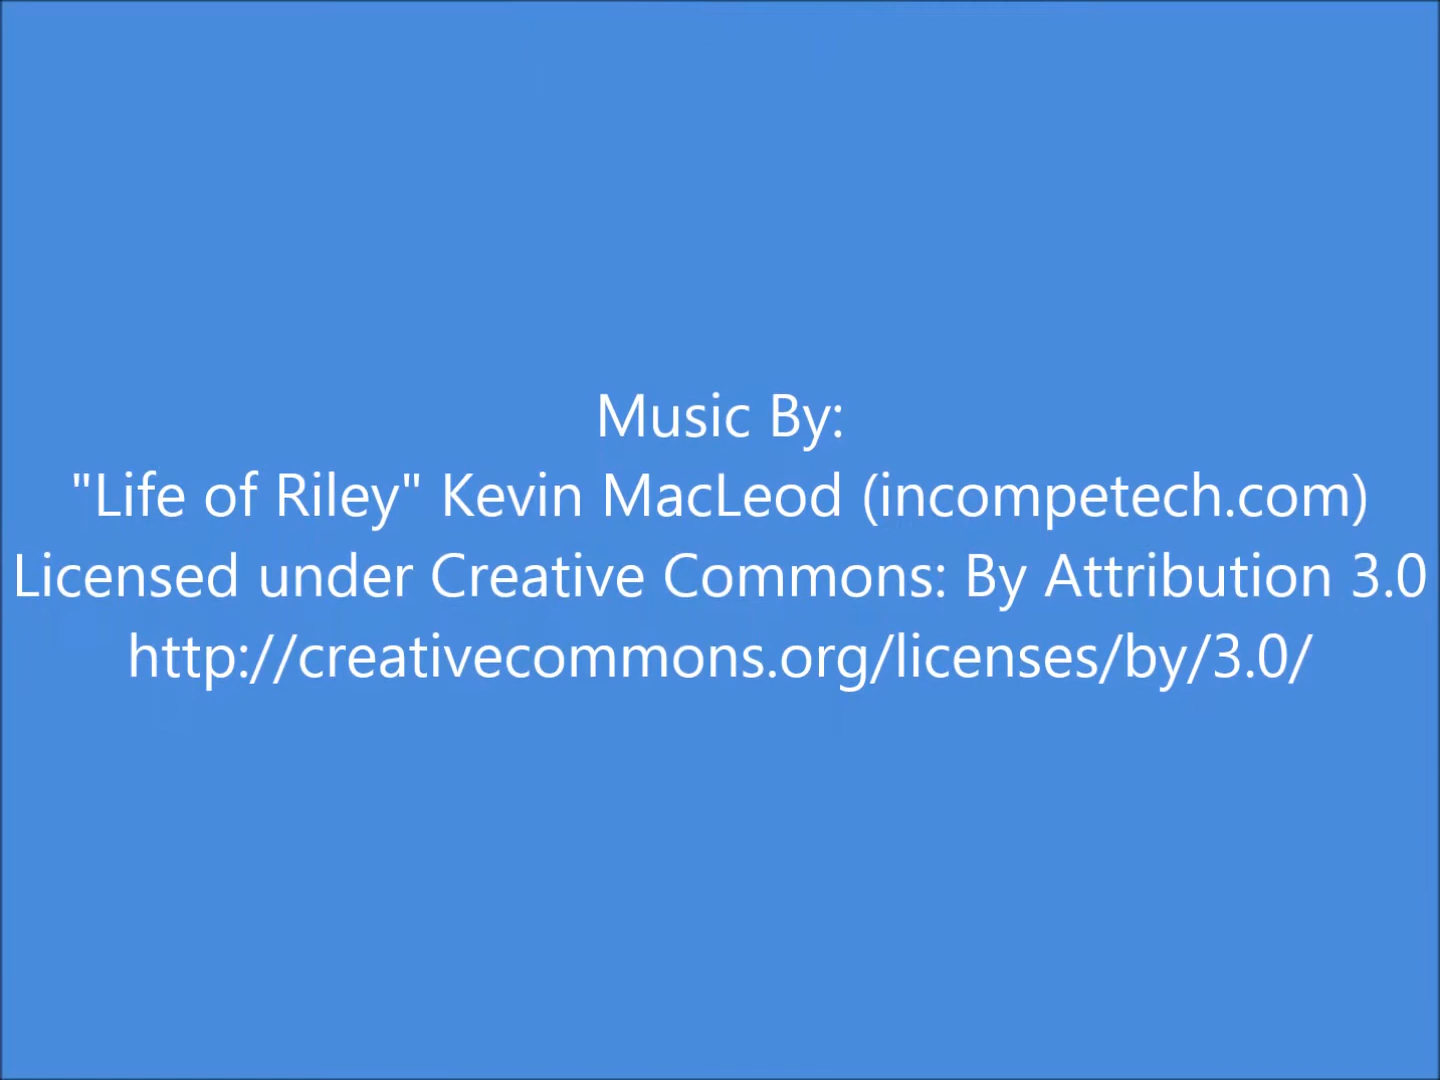 Music By:
"Life of Riley" Kevin MacLeod (incompetech.com)
Licensed under Creative Commons: By Attribution 3.0
http://creativecommons.org/licenses/by/3.0/